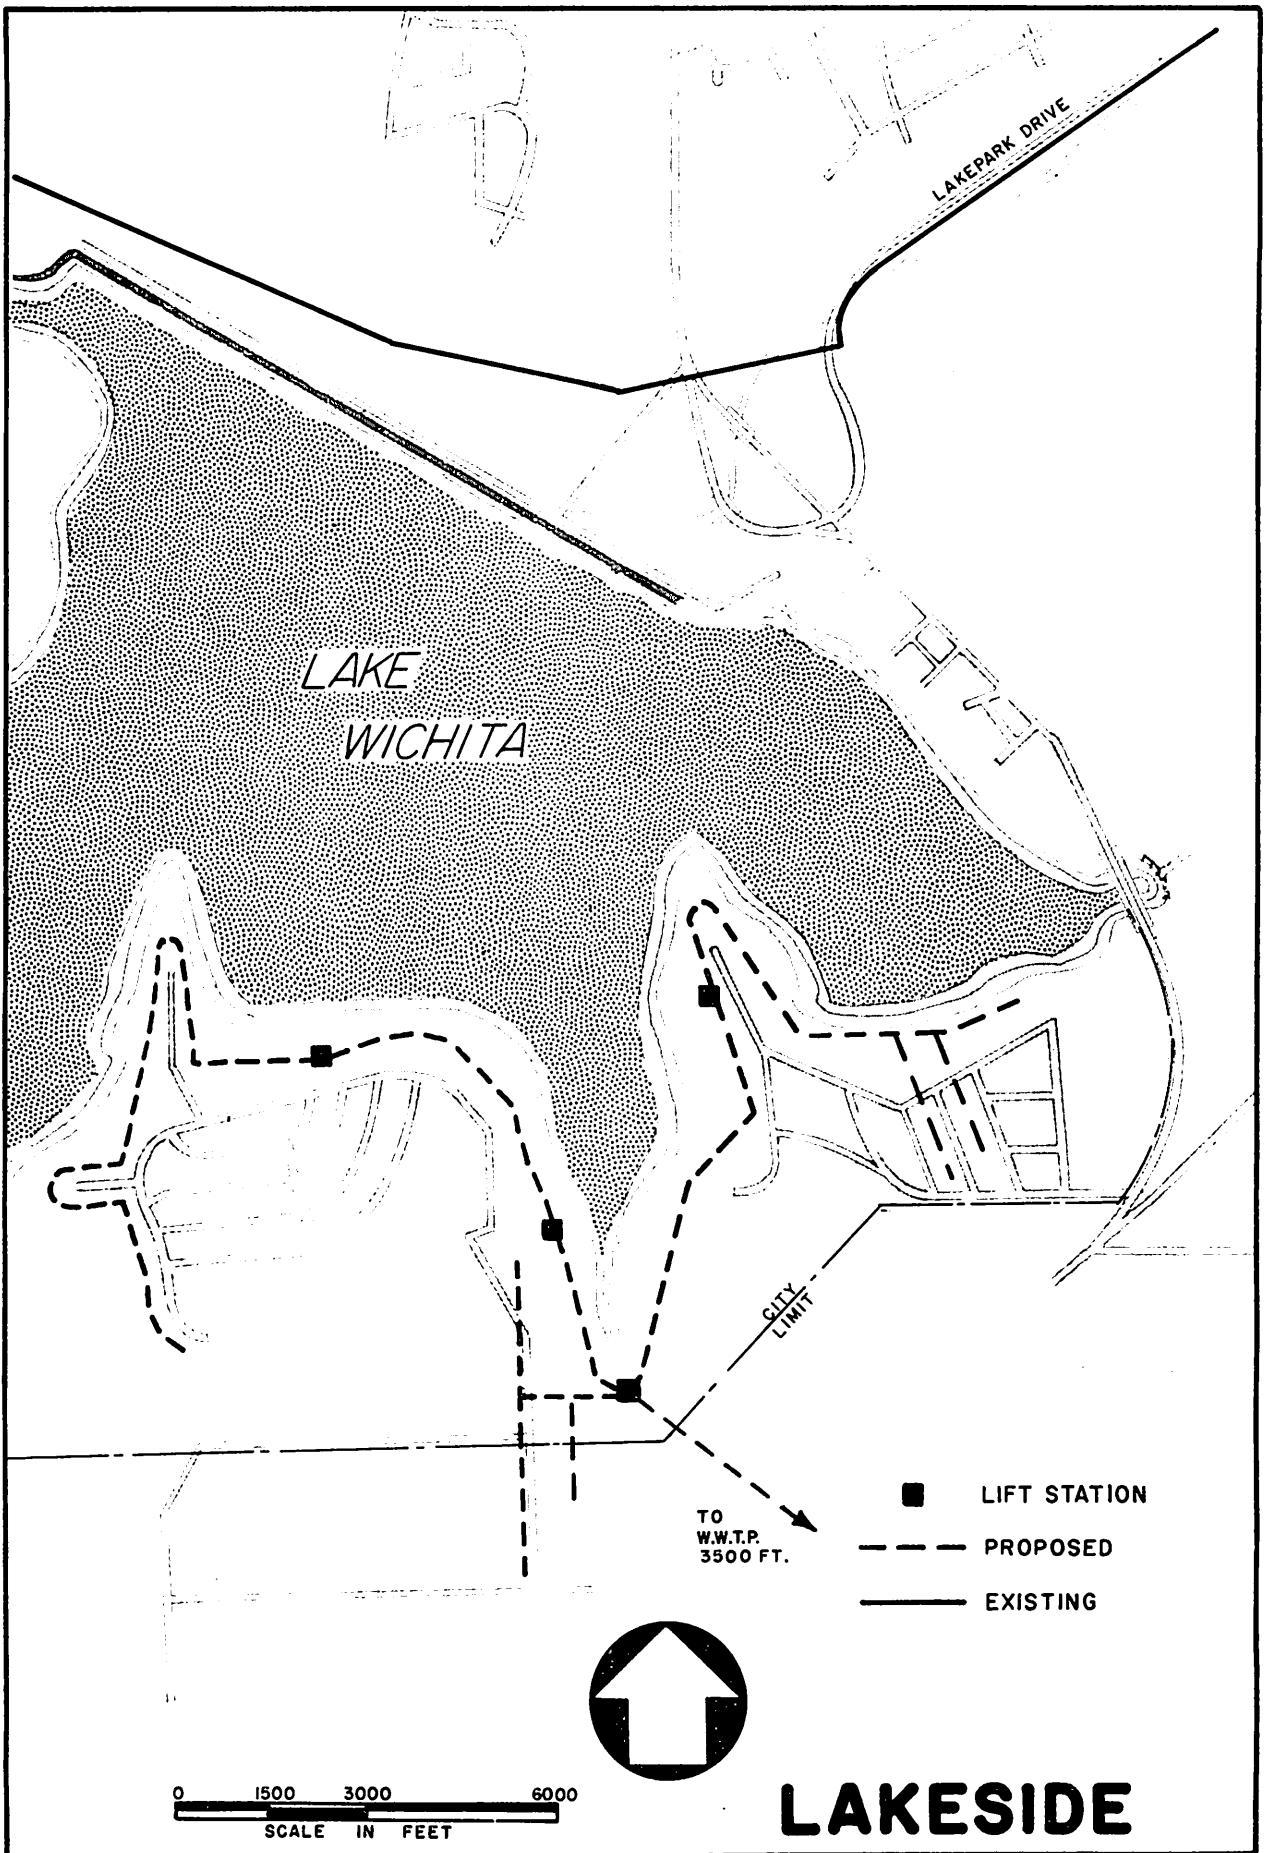 LAKEPARK DRIVE
LAKE
WICHITA
CITY
LIMIT
TO
W.W.T.P.
3500 FT.
LIFT STATION
PROPOSED
EXISTING
0 1500 3000 6000
SCALE IN FEET
LAKESIDE